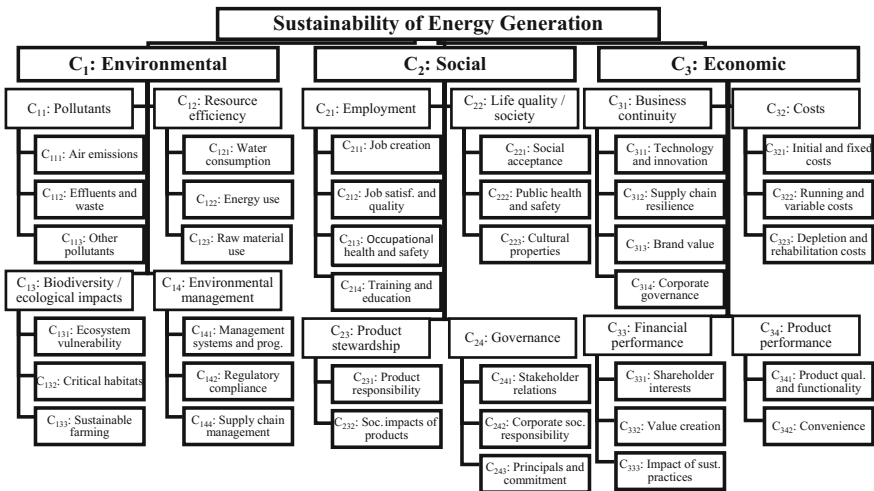 Sustainability of Energy Generation
C₁: Environmental
C₂: Social
C₃: Economic
C₁₁: Pollutants
C₁₁₁: Air emissions
C₁₁₂: Effluents and
waste
C₁₁₃: Other
pollutants
C₁₂: Resource
efficiency
C₁₂₁: Water
consumption
C₁₂₂: Energy use
C₁₂₃: Raw material
use
C₁₃: Biodiversity /
ecological impacts
C₁₃₁: Ecosystem
vulnerability
C₁₃₂: Critical habitats
C₁₃₃: Sustainable
farming
C₁₄: Environmental
management
C₁₄₁: Management
systems and prog.
C₁₄₂: Regulatory
compliance
C₁₄₄: Supply chain
management
C₂₁: Employment
C₂₁₁: Job creation
C₂₁₂: Job satisf. and
quality
C₂₁₃: Occupational
health and safety
C₂₁₄: Training and
education
C₂₂: Life quality /
society
C₂₂₁: Social
acceptance
C₂₂₂: Public health
and safety
C₂₂₃: Cultural
properties
C₂₃: Product
stewardship
C₂₃₁: Product
responsibility
C₂₃₂: Soc. impacts of
products
C₂₄: Governance
C₂₄₁: Stakeholder
relations
C₂₄₂: Corporate soc.
responsibility
C₂₄₃: Principals and
commitment
C₃₁: Business
continuity
C₃₁₁: Technology
and innovation
C₃₁₂: Supply chain
resilience
C₃₁₃: Brand value
C₃₁₄: Corporate
governance
C₃₂: Costs
C₃₂₁: Initial and fixed
costs
C₃₂₂: Running and
variable costs
C₃₂₃: Depletion and
rehabilitation costs
C₃₃: Financial
performance
C₃₃₁: Shareholder
interests
C₃₃₂: Value creation
C₃₃₃: Impact of sust.
practices
C₃₄: Product
performance
C₃₄₁: Product qual.
and functionality
C₃₄₂: Convenience